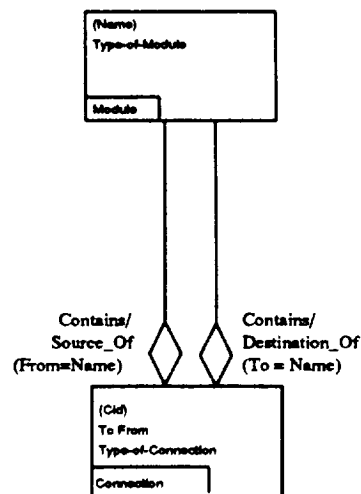 (Name)
Type-of-Module
Module
Contains/
Source_Of
(From=Name)
Contains/
Destination_Of
(To = Name)
(Cid)
To From
Type-of-Connection
Connection